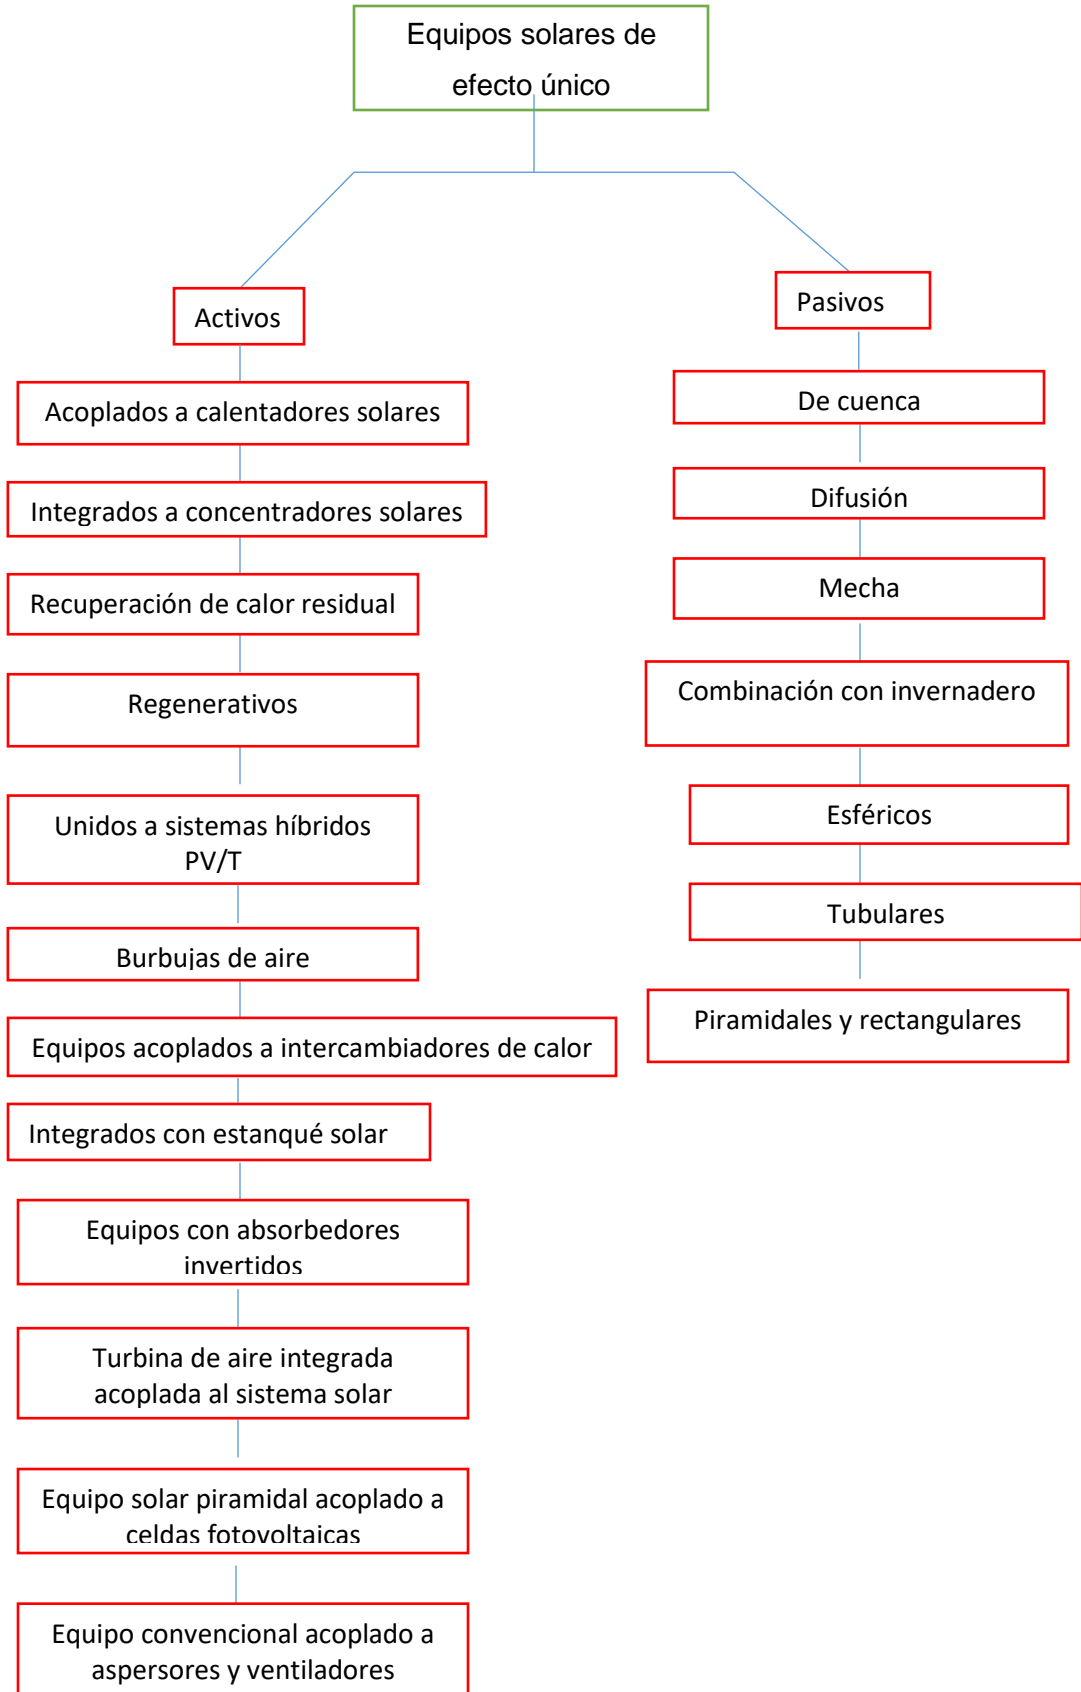 Equipos solares de
efecto único
Activos
Acoplados a calentadores solares
Integrados a concentradores solares
Recuperación de calor residual
Regenerativos
Unidos a sistemas híbridos
PV/T
Burbujas de aire
Equipos acoplados a intercambiadores de calor
Integrados con estanqué solar
Equipos con absorbedores
invertidos
Turbina de aire integrada
acoplada al sistema solar
Equipo solar piramidal acoplado a
celdas fotovoltaicas
Equipo convencional acoplado a
aspersores y ventiladores
Pasivos
De cuenca
Difusión
Mecha
Combinación con invernadero
Esféricos
Tubulares
Piramidales y rectangulares